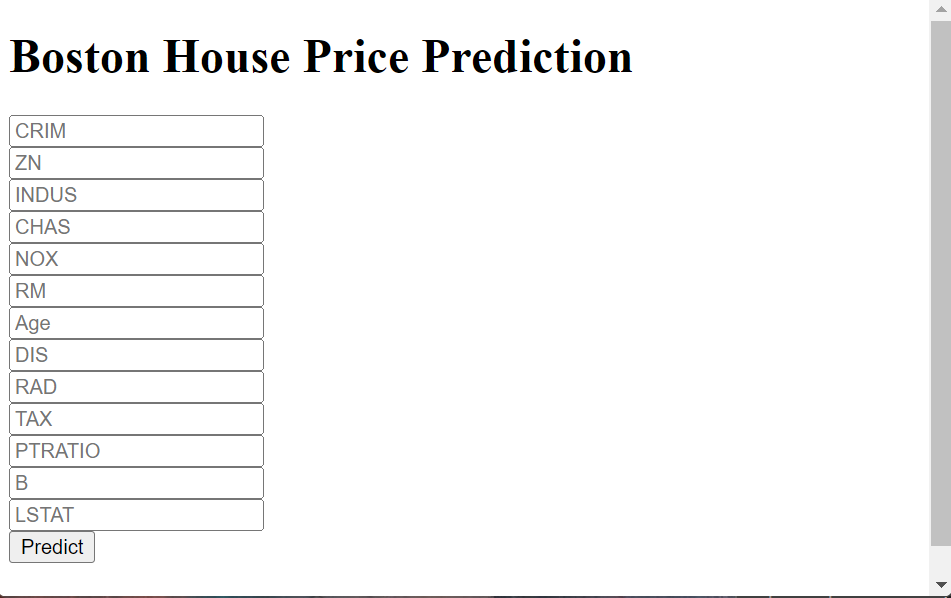 Boston House Price Prediction
CRIM
ZN
INDUS
CHAS
NOX
RM
Age
DIS
RAD
TAX
PTRATIO
B
LSTAT
Predict